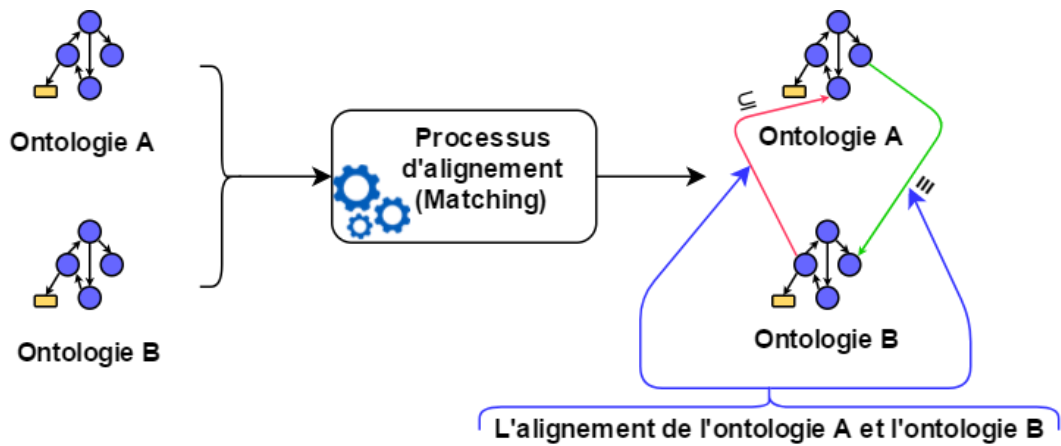 Ontologie A
Ontologie B
Processus
d'alignement
(Matching)
⊆
Ontologie A
≡
Ontologie B
L'alignement de l'ontologie A et l'ontologie B